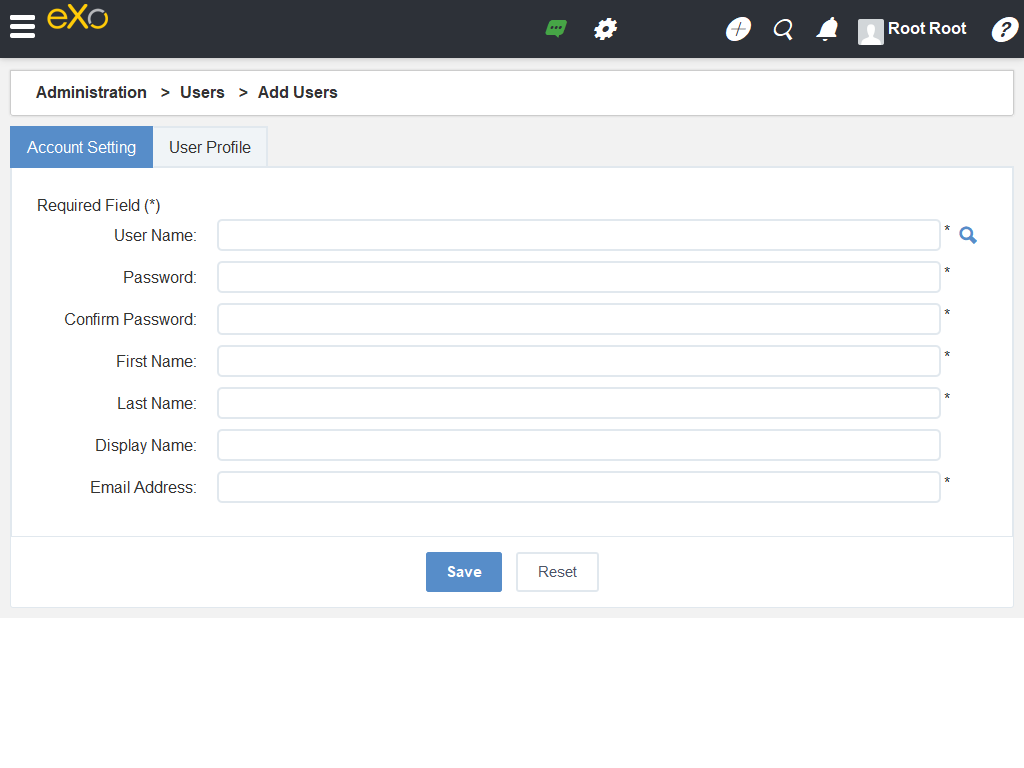 eXo
Root Root
?
Administration > Users > Add Users
Account Setting
User Profile
Required Field (*)
User Name: *
Password: *
Confirm Password: *
First Name: *
Last Name: *
Display Name:
Email Address: *
Save
Reset